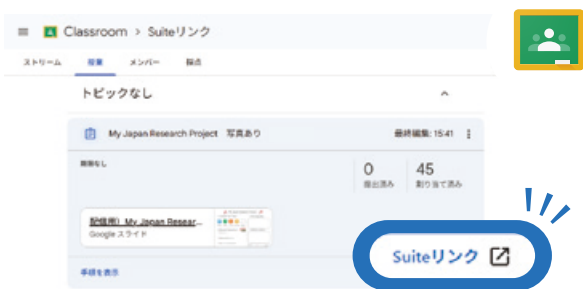 Classroom > Suiteリンク
ストリーム 授業 メンバー 採点
トピックなし
My Japan Research Project 写真あり 最終編集: 15:41
期限なし
0 45
提出済み 割り当て済み
配信用）My Japan Resear...
Google スライド
手順を表示
Suiteリンク